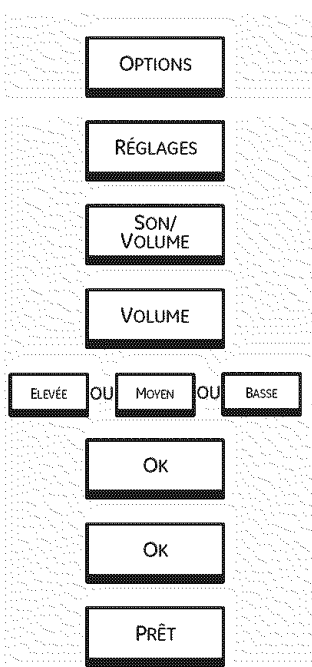 OPTIONS
RÉGLAGES
SON/
VOLUME
VOLUME
ELEVÉE OU MOYEN OU BASSE
OK
OK
PRÊT